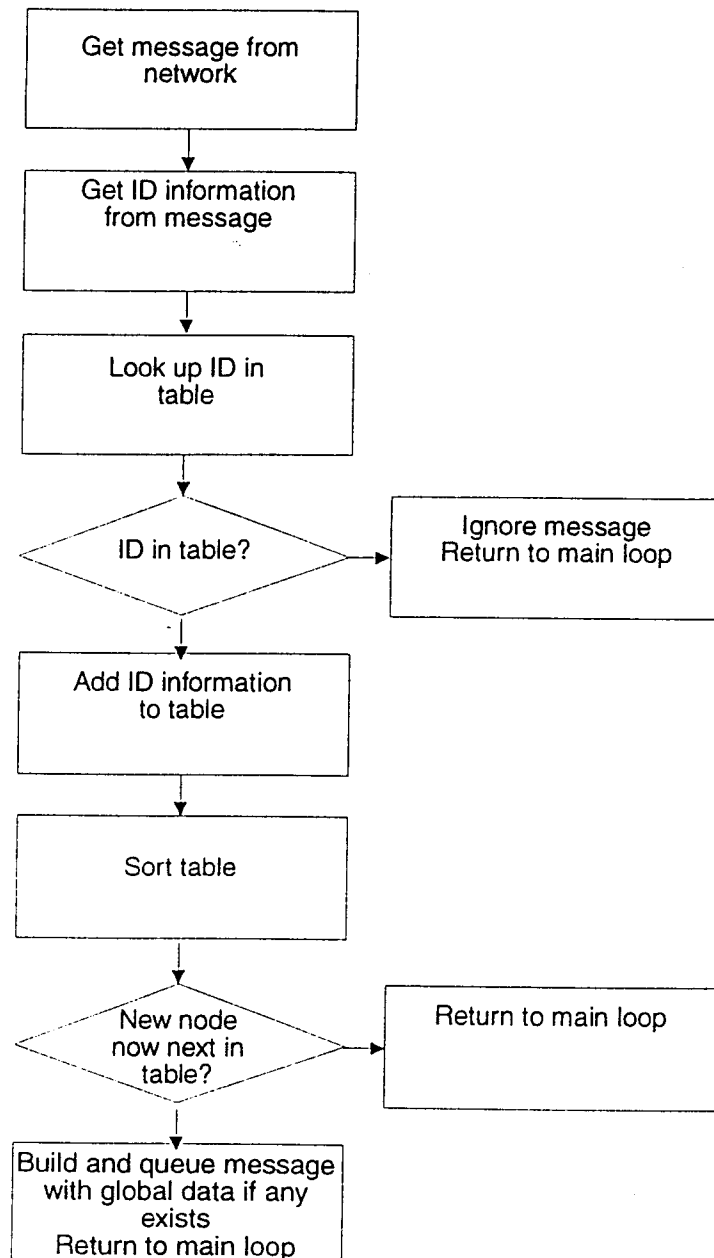 Get message from
network
Get ID information
from message
Look up ID in
table
ID in table?
Ignore message
Return to main loop
Add ID information
to table
Sort table
New node
now next in
table?
Return to main loop
Build and queue message
with global data if any
exists
Return to main loop